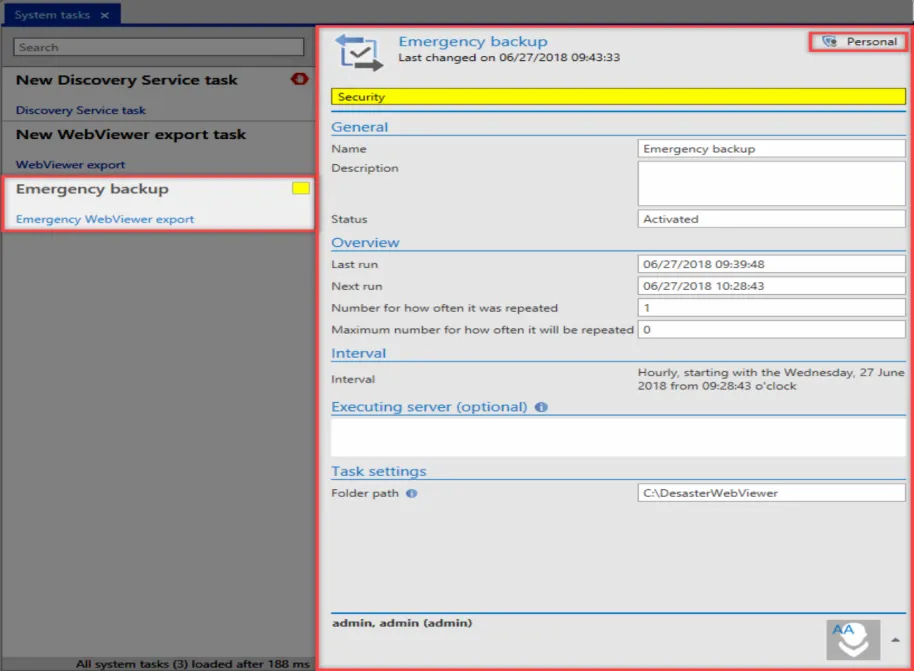 System tasks ×
Search
New Discovery Service task
Discovery Service task
New WebViewer export task
WebViewer export
Emergency backup
Emergency WebViewer export
All system tasks (3) loaded after 188 ms
Emergency backup
Last changed on 06/27/2018 09:43:33
Personal
Security
General
Name Emergency backup
Description
Status Activated
Overview
Last run 06/27/2018 09:39:48
Next run 06/27/2018 10:28:43
Number for how often it was repeated 1
Maximum number for how often it will be repeated 0
Interval
Interval Hourly, starting with the Wednesday, 27 June
2018 from 09:28:43 o'clock
Executing server (optional)
Task settings
Folder path C:\DesasterWebViewer
admin, admin (admin)
AA